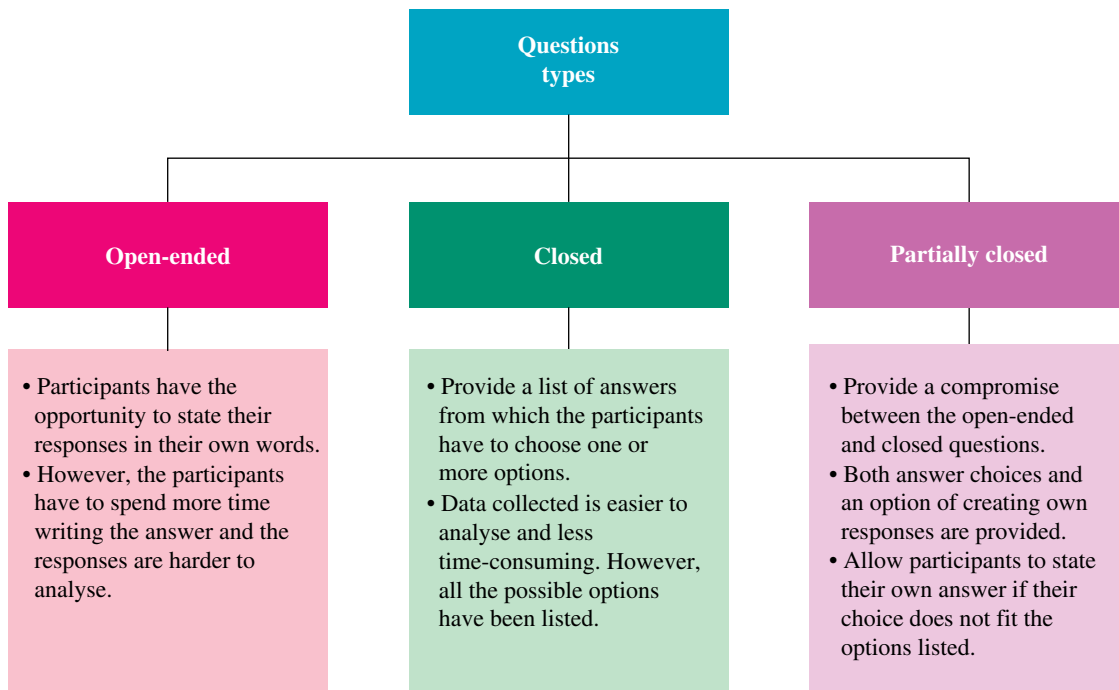 Questions
types
Open-ended
• Participants have the
opportunity to state their
responses in their own words.
• However, the participants
have to spend more time
writing the answer and the
responses are harder to
analyse.
Closed
• Provide a list of answers
from which the participants
have to choose one or
more options.
• Data collected is easier to
analyse and less
time-consuming. However,
all the possible options
have been listed.
Partially closed
• Provide a compromise
between the open-ended
and closed questions.
• Both answer choices and
an option of creating own
responses are provided.
• Allow participants to state
their own answer if their
choice does not fit the
options listed.